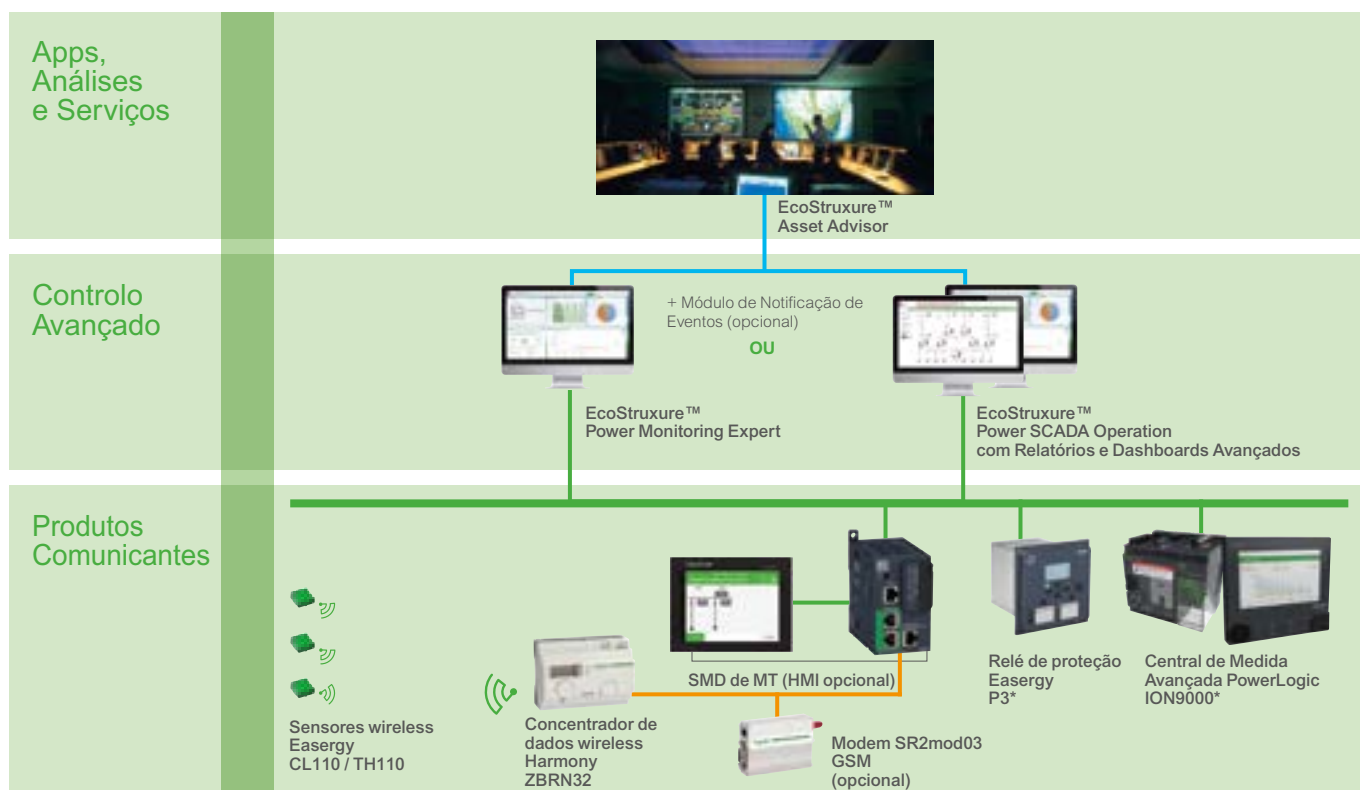 Apps,
Análises
e Serviços
EcoStruxure™
Asset Advisor
Controlo
Avançado
+ Módulo de Notificação de
Eventos (opcional)
OU
EcoStruxure™
Power Monitoring Expert
EcoStruxure™
Power SCADA Operation
com Relatórios e Dashboards Avançados
Produtos
Comunicantes
Sensores wireless
Easergy
CL110 / TH110
Concentrador de
dados wireless
Harmony
ZBRN32
SMD de MT (HMI opcional)
Modem SR2mod03
GSM
(opcional)
Relé de proteção
Easergy
P3*
Central de Medida
Avançada PowerLogic
ION9000*